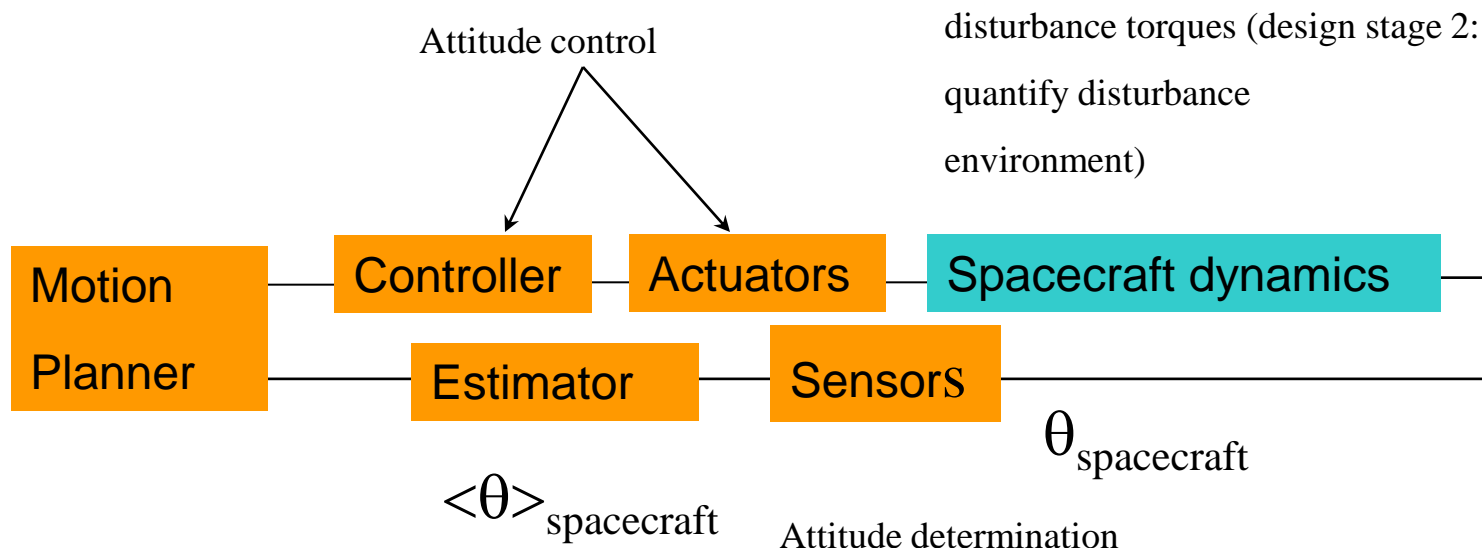 disturbance torques (design stage 2:
Attitude control
quantify disturbance
environment)
Motion
Planner
Controller
Actuators
Spacecraft dynamics
Estimator
Sensors
θspacecraft
<θ>spacecraft
Attitude determination